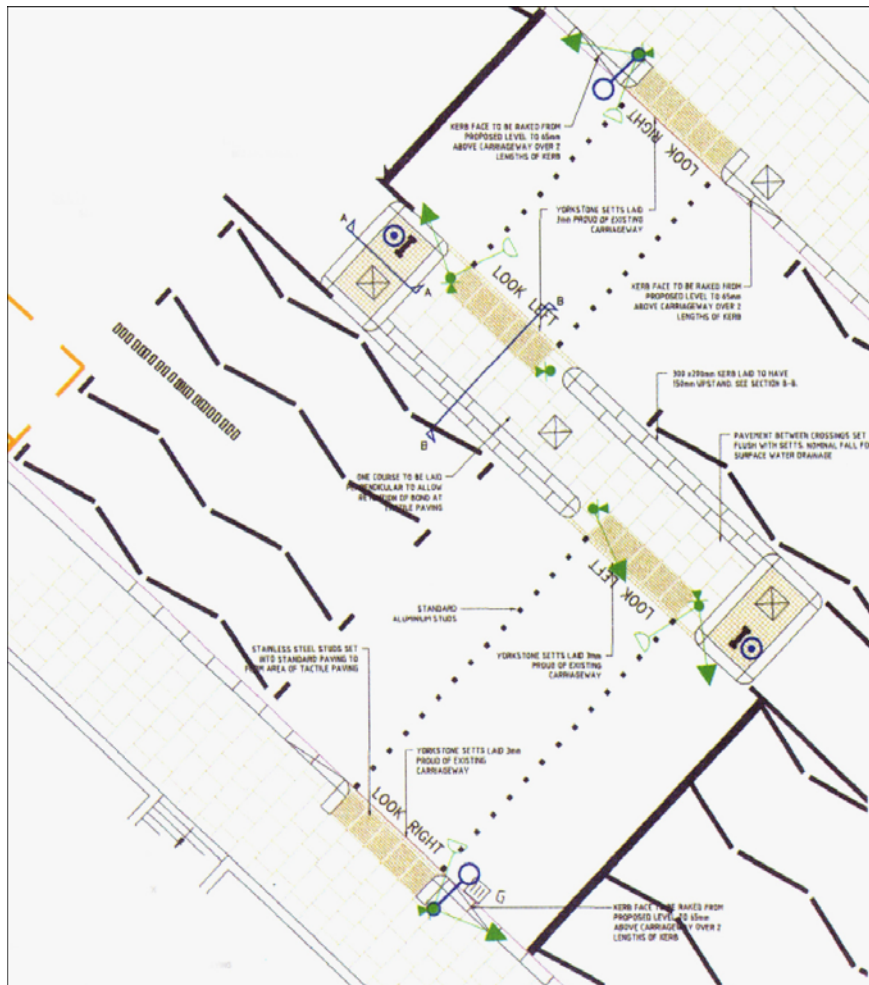 KERB FACE TO BE RAKED FROM
PROPOSED LEVEL TO 65mm
ABOVE CARRIAGEWAY OVER 2
LENGTHS OF KERB
LOOK RIGHT
YORKSTONE SETTS LAID
3mm PROUD OF EXISTING
CARRIAGEWAY
A
A
LOOK LEFT
B
KERB FACE TO BE RAKED FROM
PROPOSED LEVEL TO 65mm
ABOVE CARRIAGEWAY OVER 2
LENGTHS OF KERB
300 x200mm KERB LAID TO HAVE
150mm UPSTAND. SEE SECTION B-B.
B
PAVEMENT BETWEEN CROSSINGS SET
FLUSH WITH SETTS. NOMINAL FALL FO
SURFACE WATER DRAINAGE
ONE COURSE TO BE LAID
PERPENDICULAR TO ALLOW
RETENTION OF BOND AT
TACTILE PAVING
LOOK LEFT
STANDARD
ALUMINIUM STUDS
STAINLESS STEEL STUDS SET
INTO STANDARD PAVING TO
FORM AREA OF TACTILE PAVING
YORKSTONE SETTS LAID 3mm
PROUD OF EXISTING
CARRIAGEWAY
YORKSTONE SETTS LAID 3mm
PROUD OF EXISTING
CARRIAGEWAY
LOOK RIGHT
G
KERB FACE TO BE RAKED FROM
PROPOSED LEVEL TO 65mm
ABOVE CARRIAGEWAY OVER 2
LENGTHS OF KERB